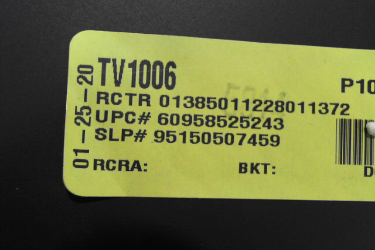 01-25-20
TV1006
P10
RCTR 01385011228011372
UPC# 60958525243
SLP# 95150507459
RCRA: BKT: